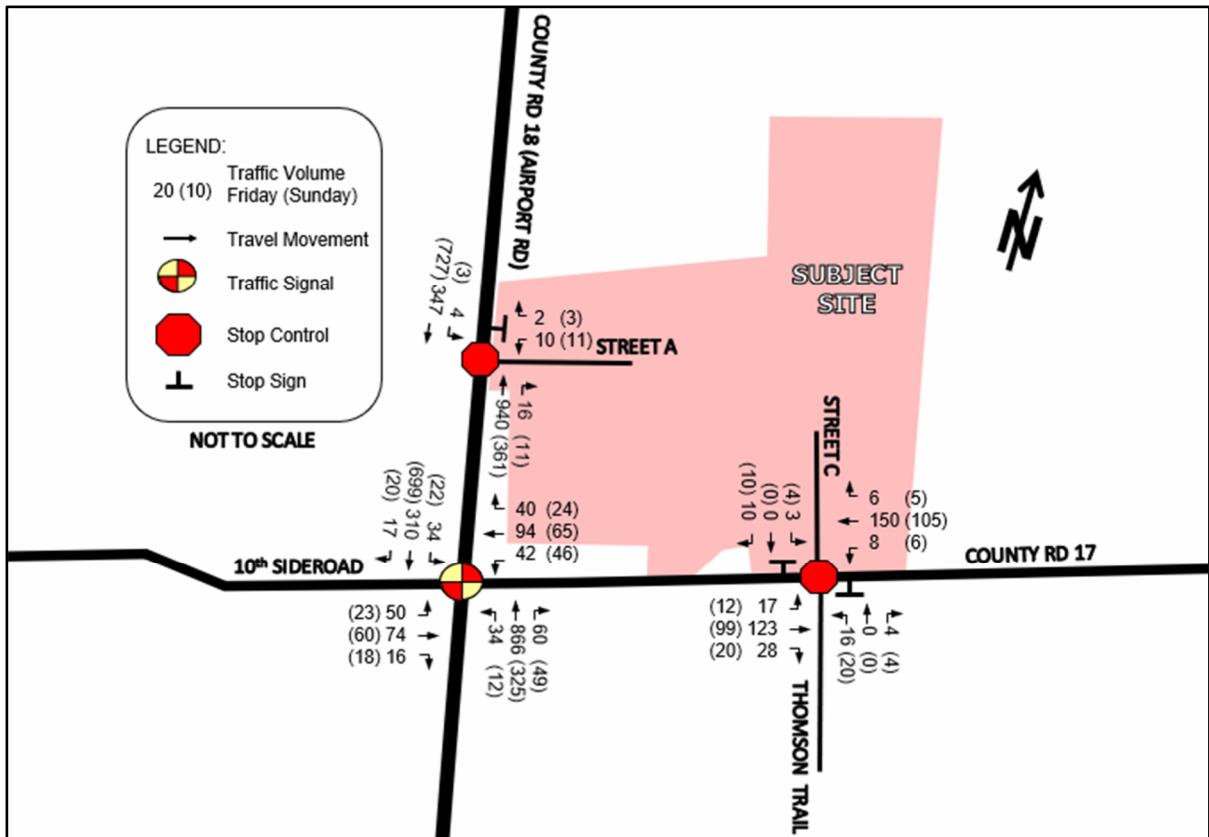 COUNTY RD 18 (AIRPORT RD)
LEGEND:
20 (10)
Traffic Volume
Friday (Sunday)
Travel Movement
Traffic Signal
Stop Control
Stop Sign
NOT TO SCALE
N
SUBJECT
SITE
(3) 4
(727) 347
2 (3)
10 (11)
STREET A
16 (11)
940 (361)
STREET C
(22) 34
(699) 310
(20) 17
40 (24)
94 (65)
42 (46)
(4) 3
(0) 0
(10) 10
6 (5)
150 (105)
8 (6)
10th SIDEROAD
COUNTY RD 17
(23) 50
(60) 74
(18) 16
60 (49)
866 (325)
34 (12)
(12) 17
(99) 123
(20) 28
4 (4)
0 (0)
16 (20)
THOMSON TRAIL